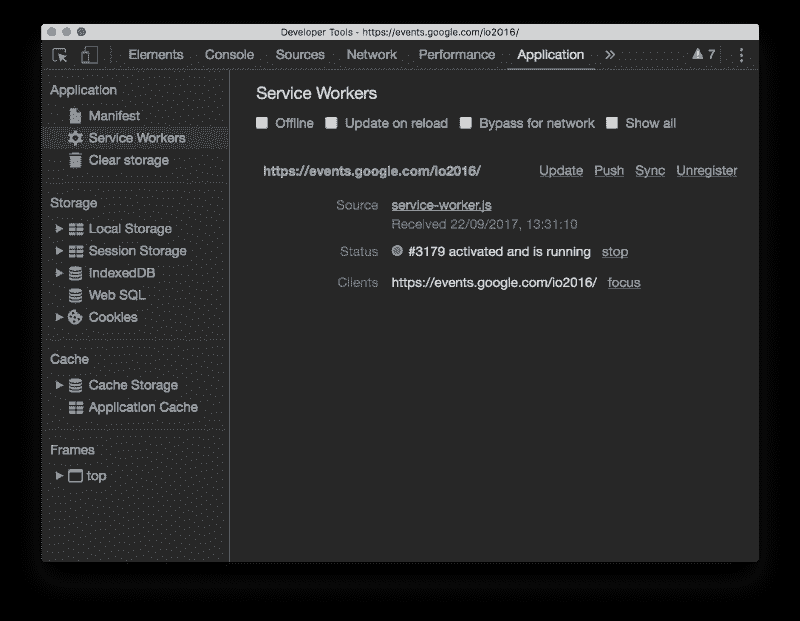 Developer Tools - https://events.google.com/io2016/
Elements Console Sources Network Performance Application » 7
Application
Manifest
Service Workers
Clear storage
Storage
Local Storage
Session Storage
IndexedDB
Web SQL
Cookies
Cache
Cache Storage
Application Cache
Frames
top
Service Workers
Offline Update on reload Bypass for network Show all
https://events.google.com/io2016/ Update Push Sync Unregister
Source service-worker.js
Received 22/09/2017, 13:31:10
Status #3179 activated and is running stop
Clients https://events.google.com/io2016/ focus